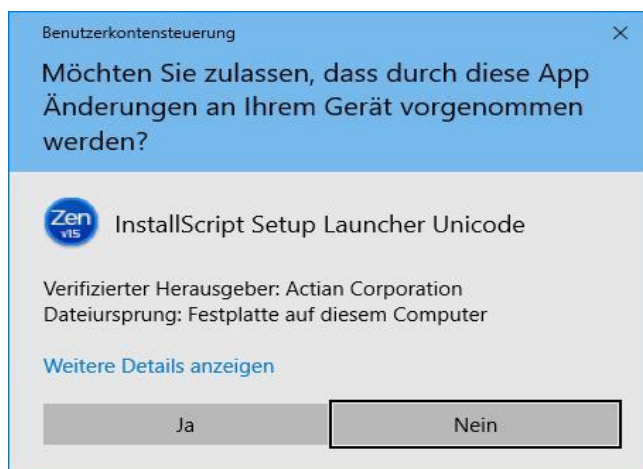 Benutzerkontensteuerung
Möchten Sie zulassen, dass durch diese App
Änderungen an Ihrem Gerät vorgenommen
werden?
Zen
v15
InstallScript Setup Launcher Unicode
Verifizierter Herausgeber: Actian Corporation
Dateiursprung: Festplatte auf diesem Computer
Weitere Details anzeigen
Ja
Nein